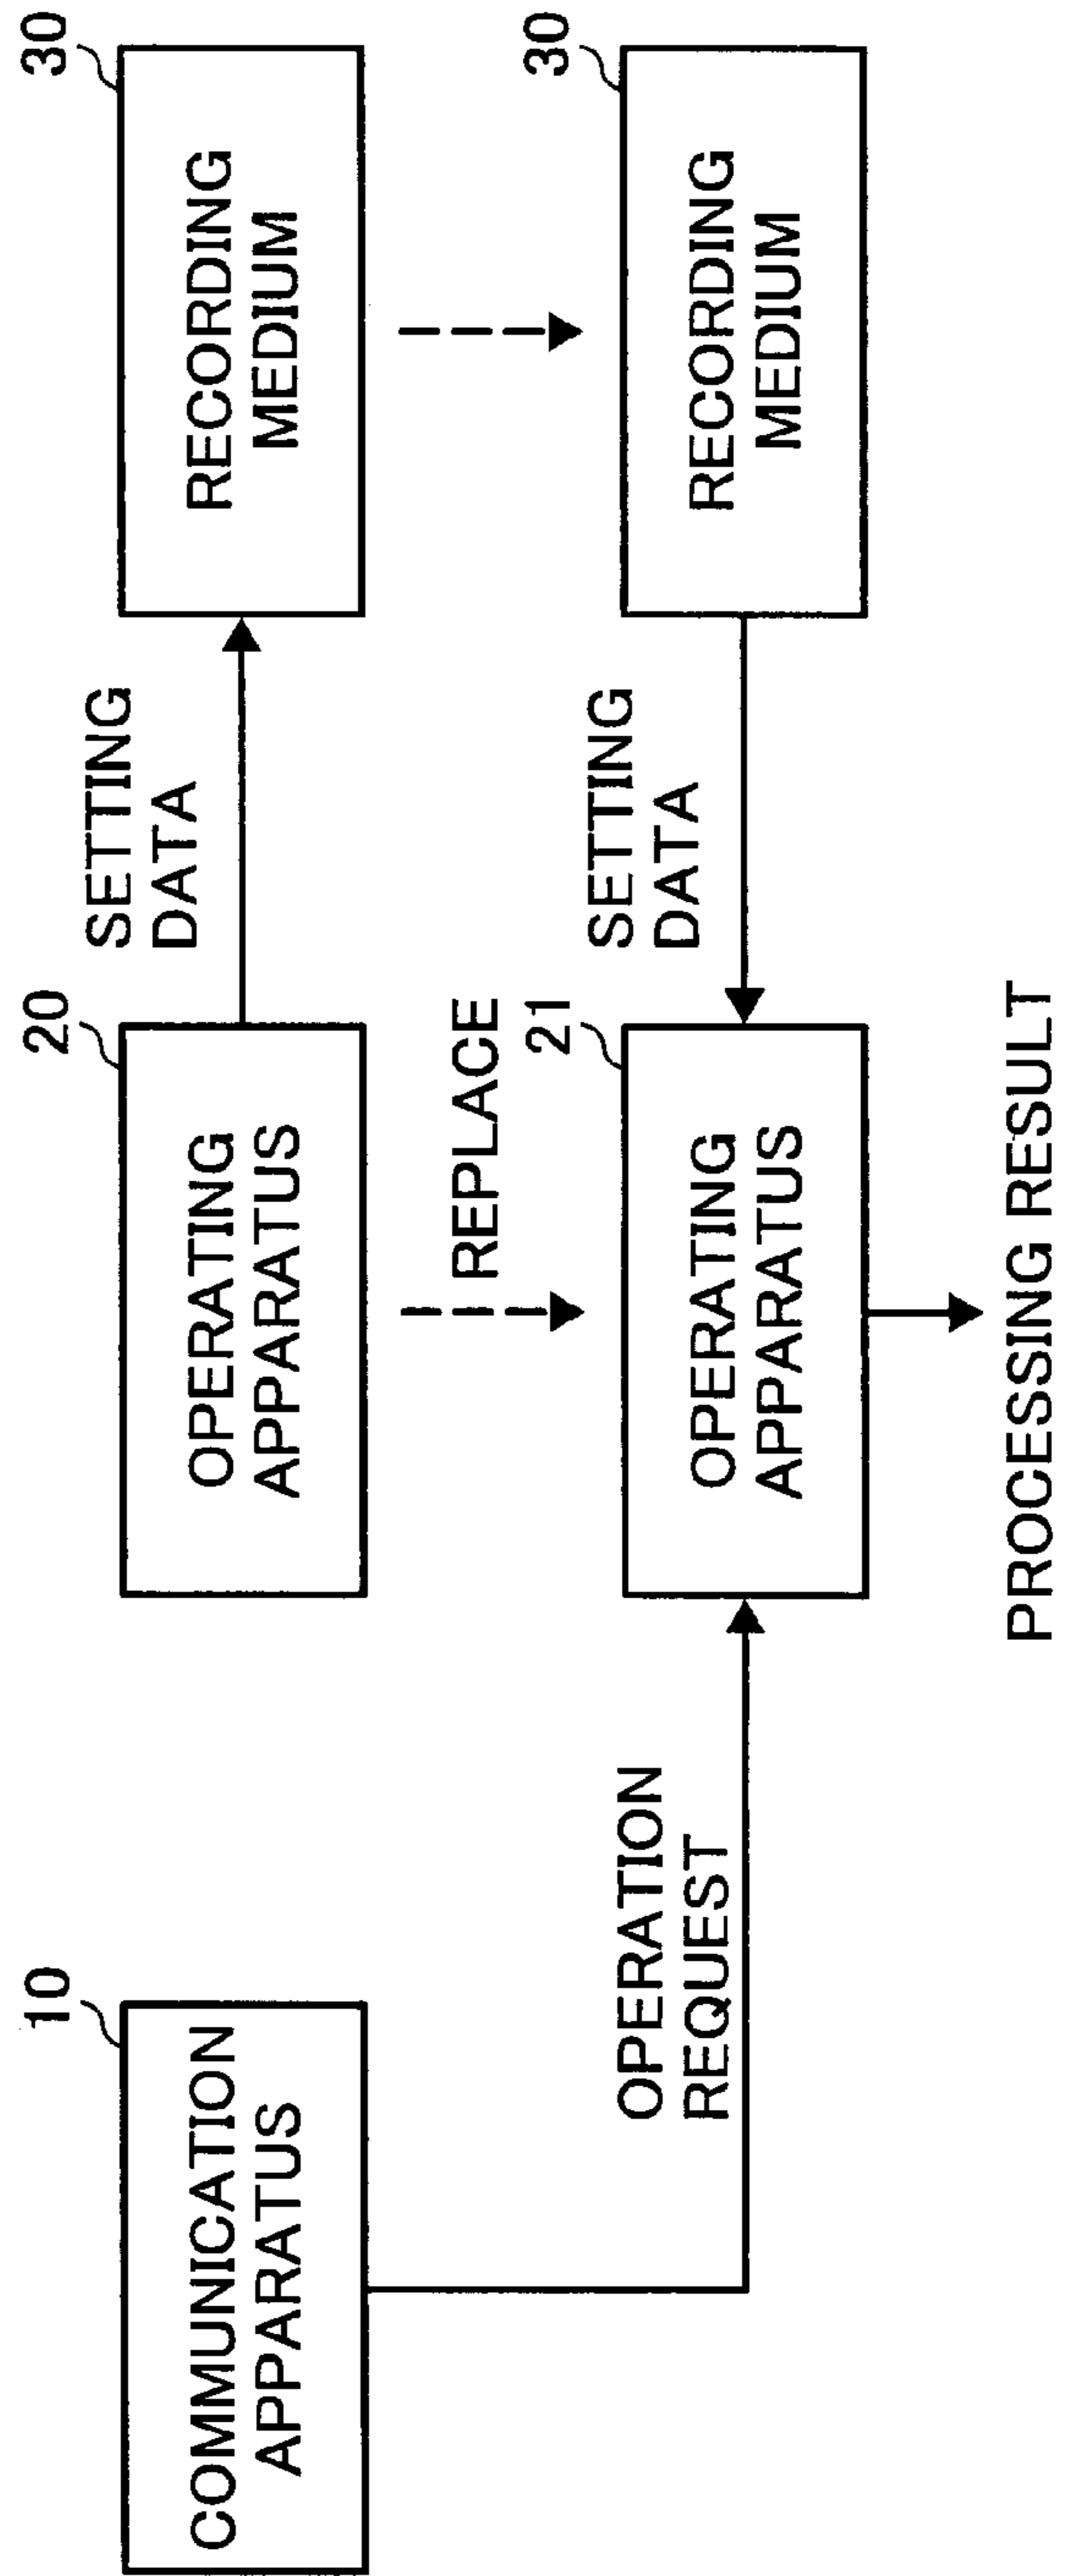 10
COMMUNICATION
APPARATUS
20
OPERATING
APPARATUS
SETTING
DATA
30
RECORDING
MEDIUM
REPLACE
OPERATION
REQUEST
21
OPERATING
APPARATUS
SETTING
DATA
30
RECORDING
MEDIUM
PROCESSING RESULT